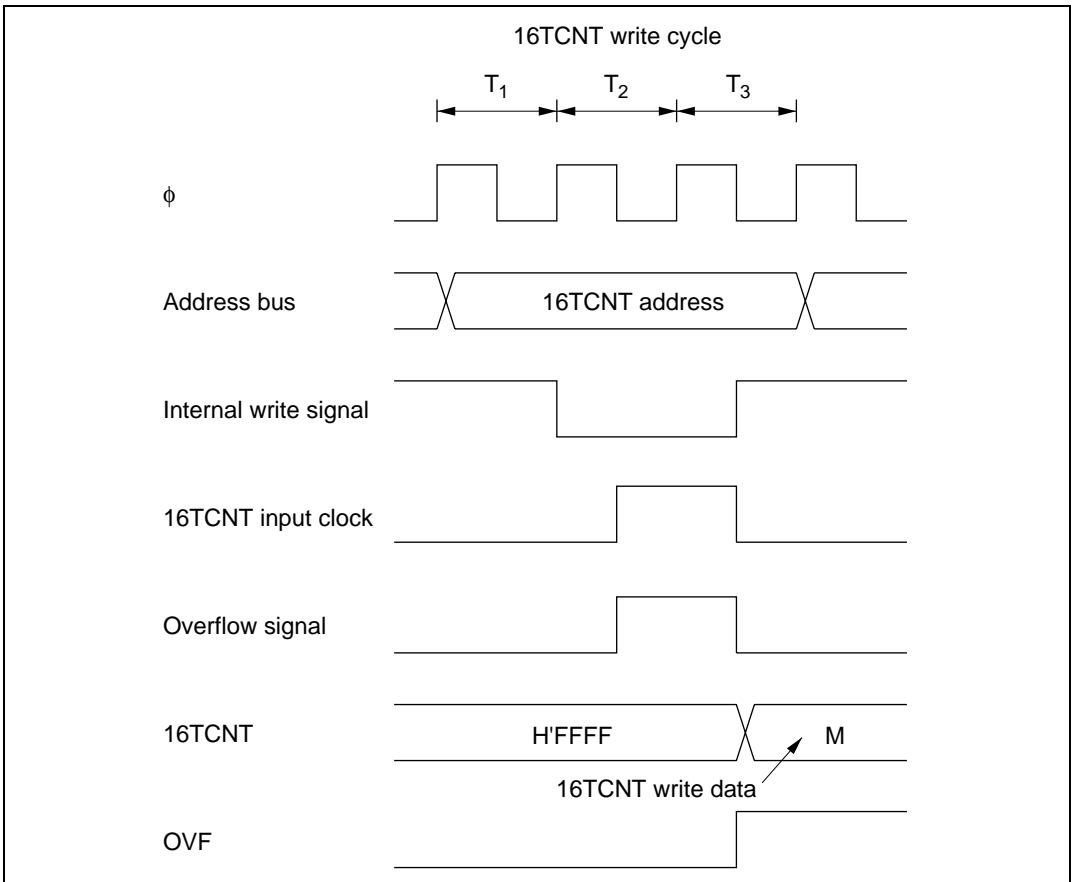 16TCNT write cycle
T1 T2 T3
ϕ
Address bus
16TCNT address
Internal write signal
16TCNT input clock
Overflow signal
16TCNT
H'FFFF
M
16TCNT write data
OVF